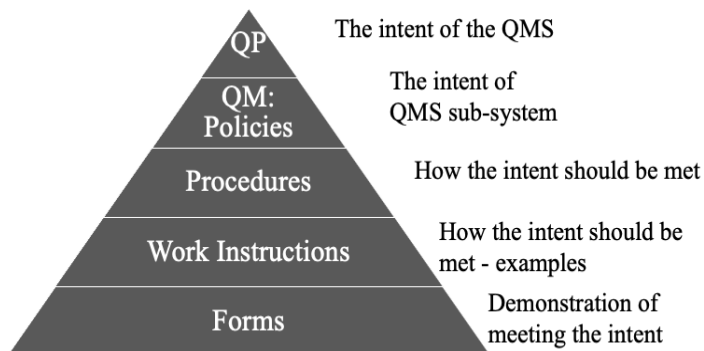 QP
The intent of the QMS
QM:
Policies
The intent of
QMS sub-system
Procedures
How the intent should be met
Work Instructions
How the intent should be
met - examples
Forms
Demonstration of
meeting the intent